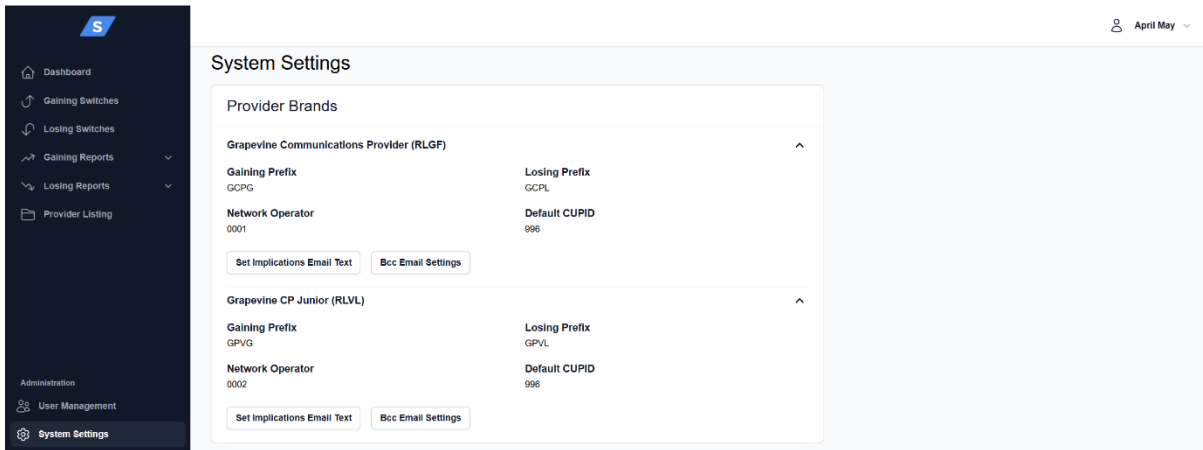 S
April May
Dashboard
Gaining Switches
Losing Switches
Gaining Reports
Losing Reports
Provider Listing
Administration
User Management
System Settings
System Settings
Provider Brands
Grapevine Communications Provider (RLGF)
Gaining Prefix Losing Prefix
GCPG GCPL
Network Operator Default CUPID
0001 996
Set Implications Email Text Bcc Email Settings
Grapevine CP Junior (RLVL)
Gaining Prefix Losing Prefix
GPVG GPVL
Network Operator Default CUPID
0002 996
Set Implications Email Text Bcc Email Settings